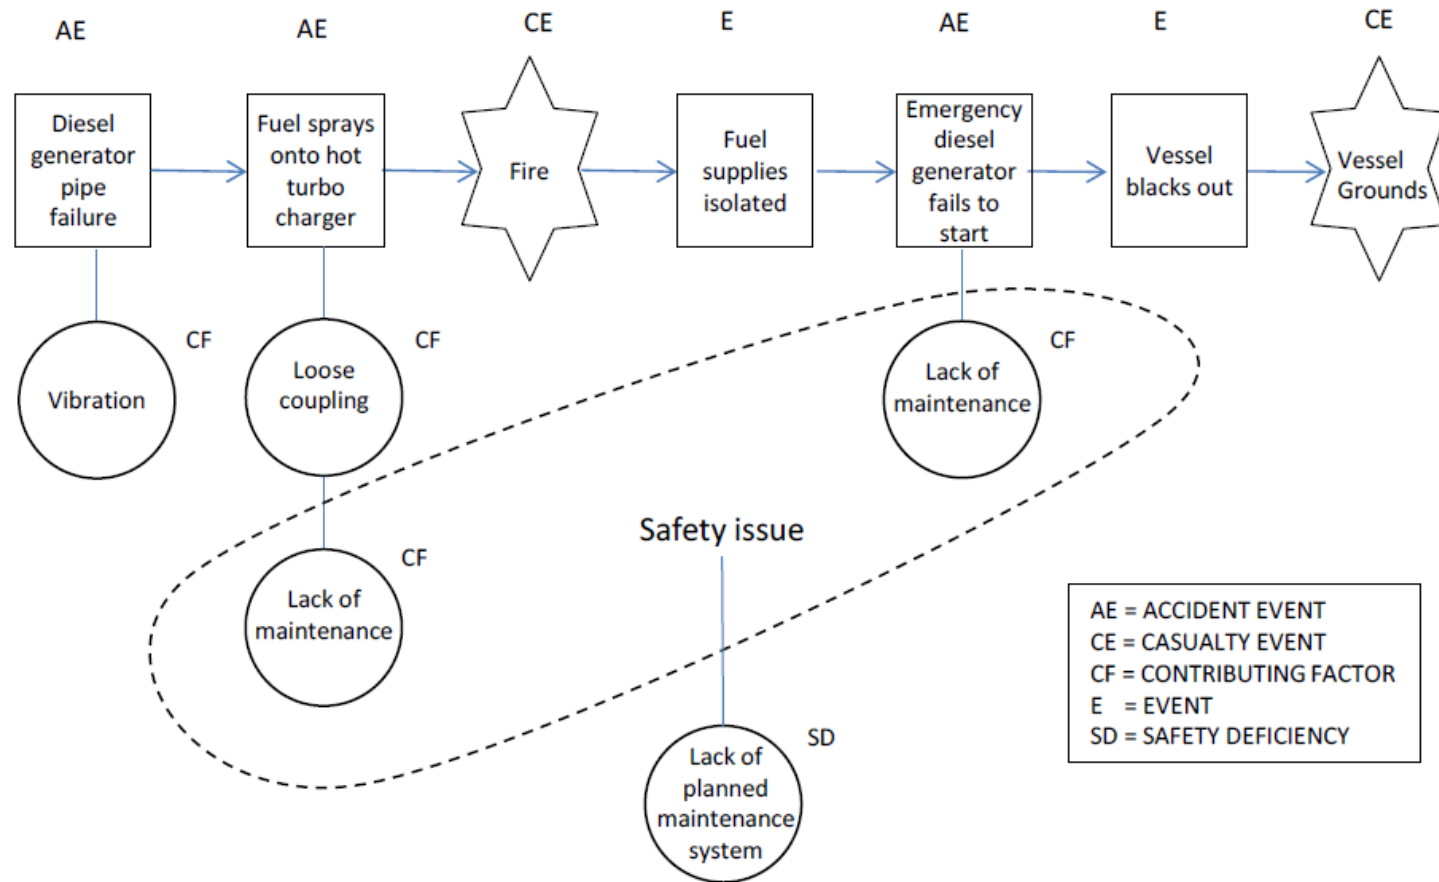 AE
AE
CE
E
AE
E
CE
Diesel
generator
pipe
failure
Fuel sprays
onto hot
turbo
charger
Fire
Fuel
supplies
isolated
Emergency
diesel
generator
fails to
start
Vessel
blacks out
Vessel
Grounds
CF
Vibration
CF
Loose
coupling
CF
Lack of
maintenance
CF
Lack of
maintenance
Safety issue
SD
Lack of
planned
maintenance
system
AE = ACCIDENT EVENT
CE = CASUALTY EVENT
CF = CONTRIBUTING FACTOR
E = EVENT
SD = SAFETY DEFICIENCY